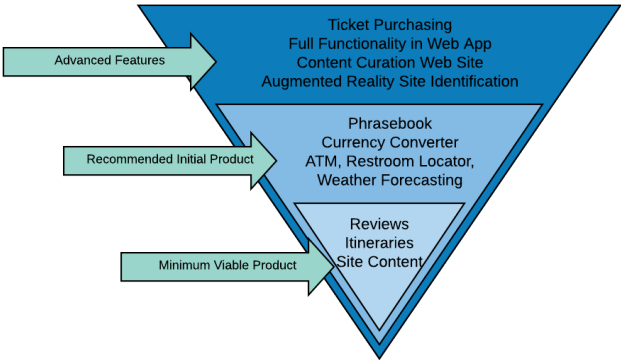 Ticket Purchasing
Full Functionality in Web App
Content Curation Web Site
Augmented Reality Site Identification
Advanced Features
Phrasebook
Currency Converter
ATM, Restroom Locator,
Weather Forecasting
Recommended Initial Product
Reviews
Itineraries
Site Content
Minimum Viable Product